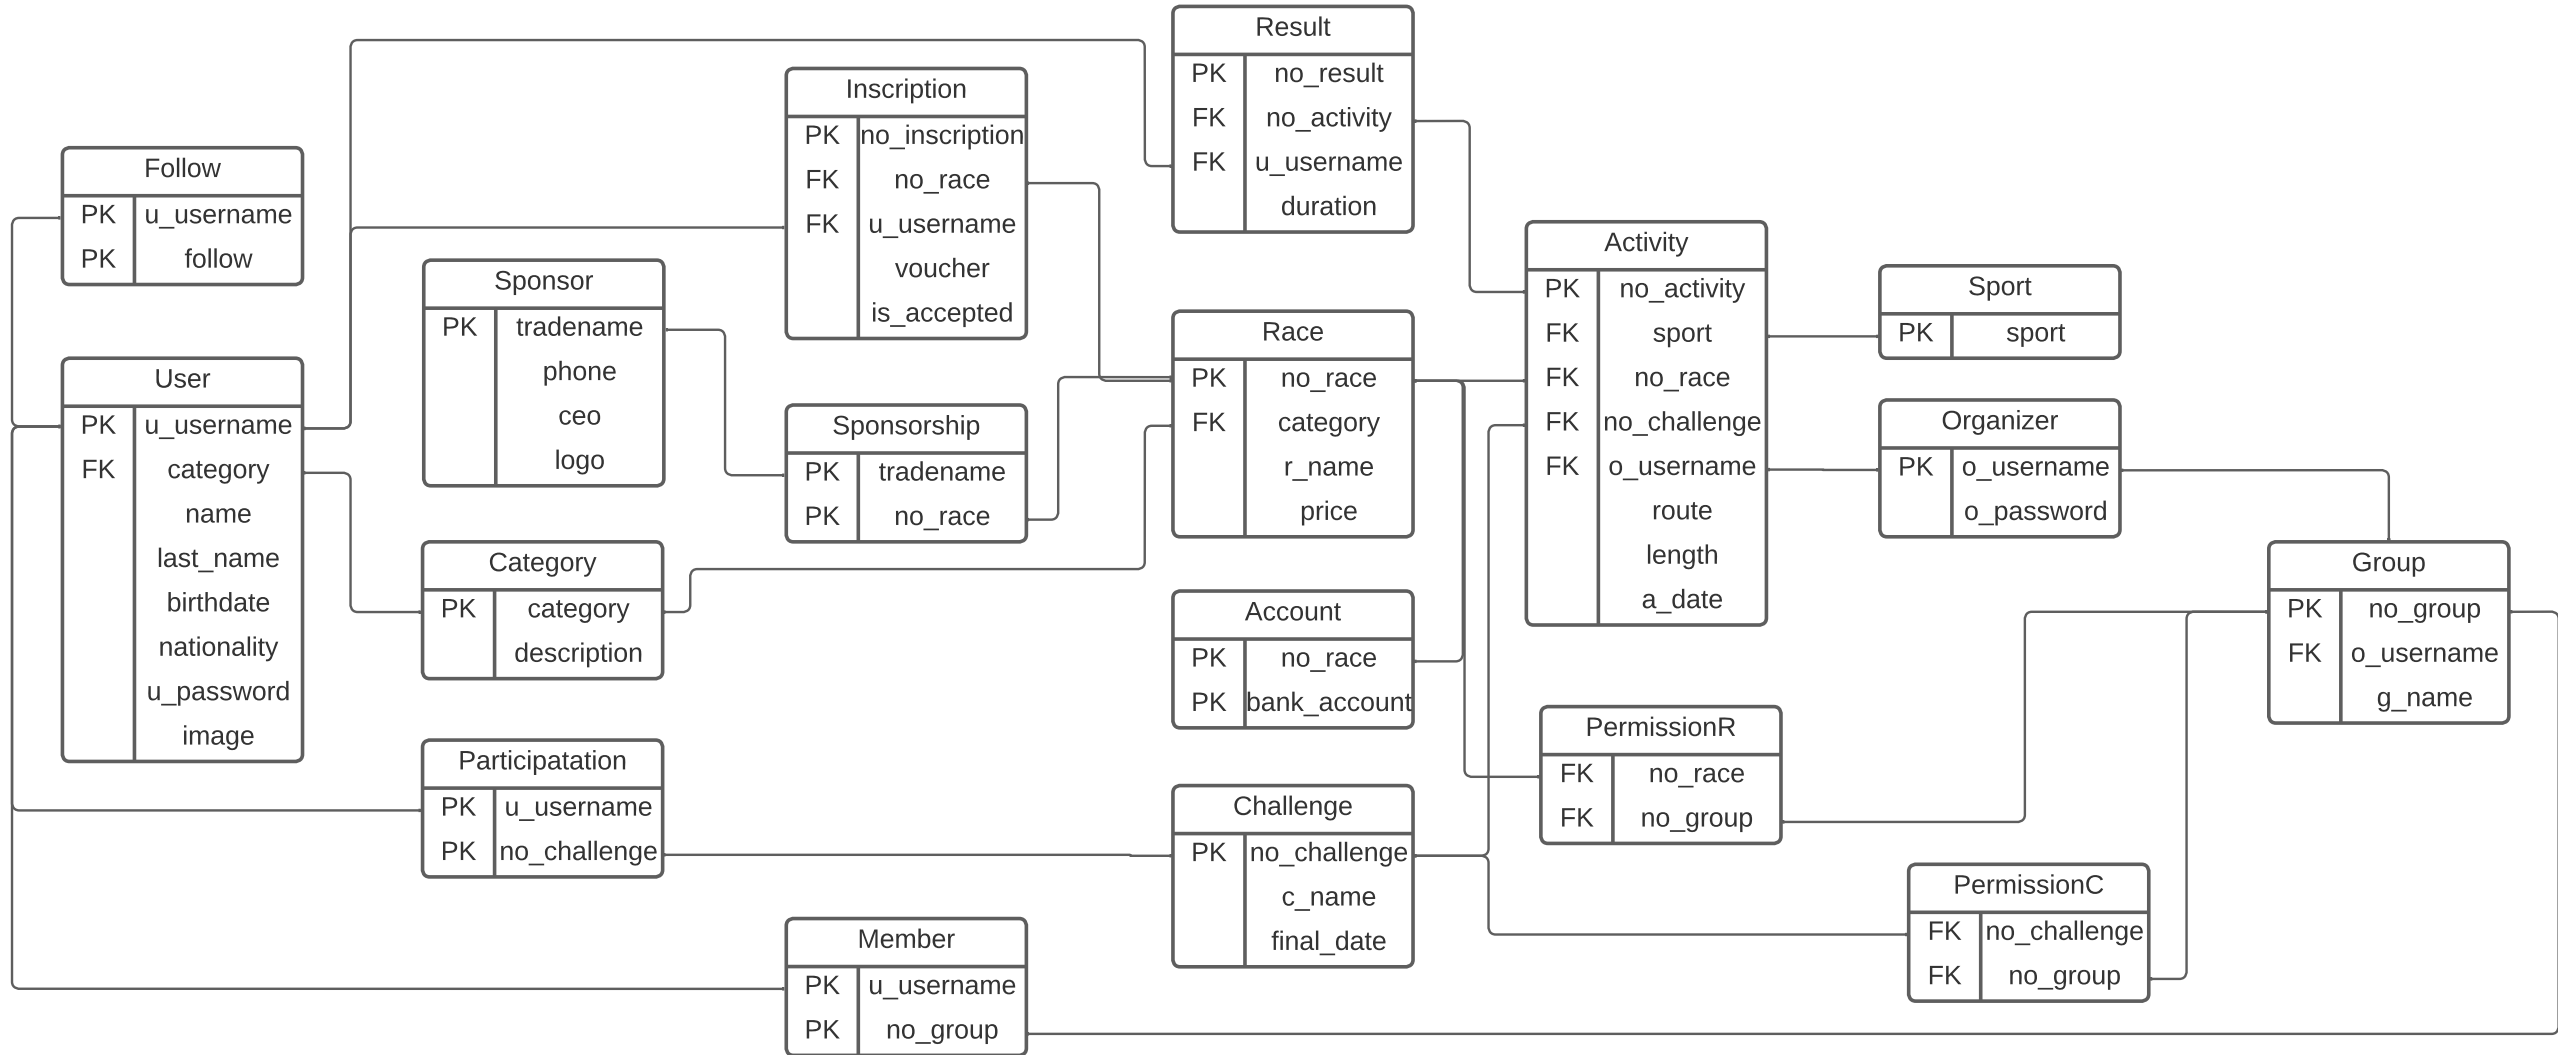 Result
PK no_result
FK no_activity
FK u_username
duration
Inscription
PK no_inscription
FK no_race
FK u_username
voucher
is_accepted
Follow
PK u_username
PK follow
Sponsor
PK tradename
phone
ceo
logo
User
PK u_username
FK category
name
last_name
birthdate
nationality
u_password
image
Sponsorship
PK tradename
PK no_race
Race
PK no_race
FK category
r_name
price
Activity
PK no_activity
FK sport
FK no_race
FK no_challenge
FK o_username
route
length
a_date
Sport
PK sport
Organizer
PK o_username
o_password
Category
PK category
description
Account
PK no_race
PK bank_account
Group
PK no_group
FK o_username
g_name
Participatation
PK u_username
PK no_challenge
PermissionR
FK no_race
FK no_group
Challenge
PK no_challenge
c_name
final_date
PermissionC
FK no_challenge
FK no_group
Member
PK u_username
PK no_group